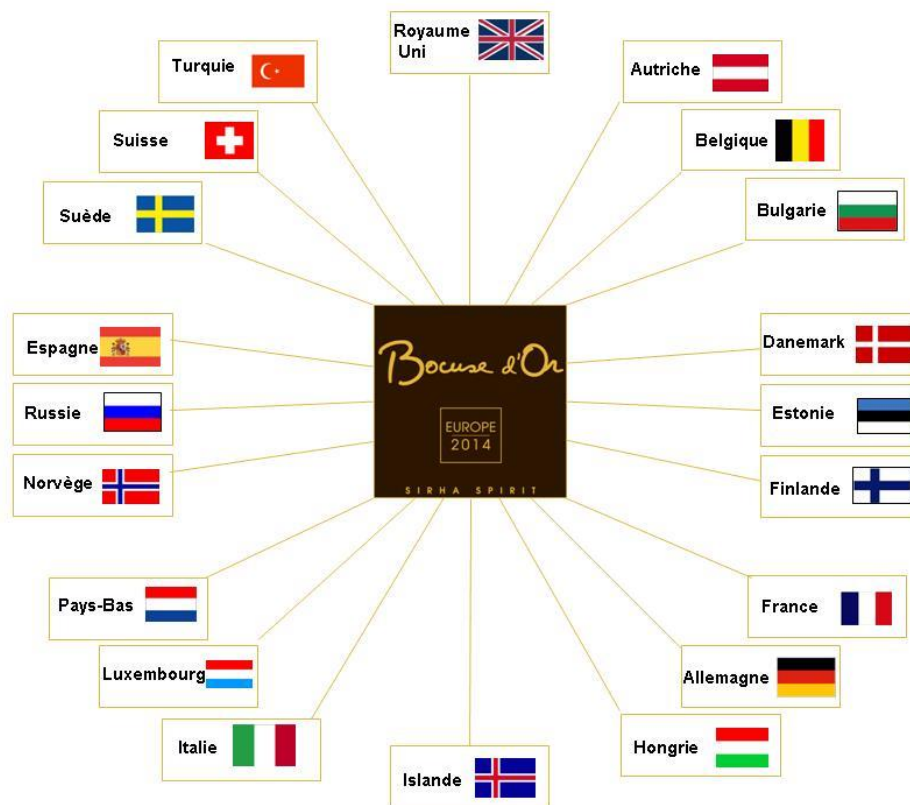 Royaume
Uni
Turquie
Autriche
Suisse
Belgique
Suède
Bulgarie
Bocuse d'Or
Espagne
Danemark
Russie
EUROPE
2014
Estonie
Norvège
SIRHA SPIRIT
Finlande
Pays-Bas
France
Luxembourg
Allemagne
Italie
Hongrie
Islande